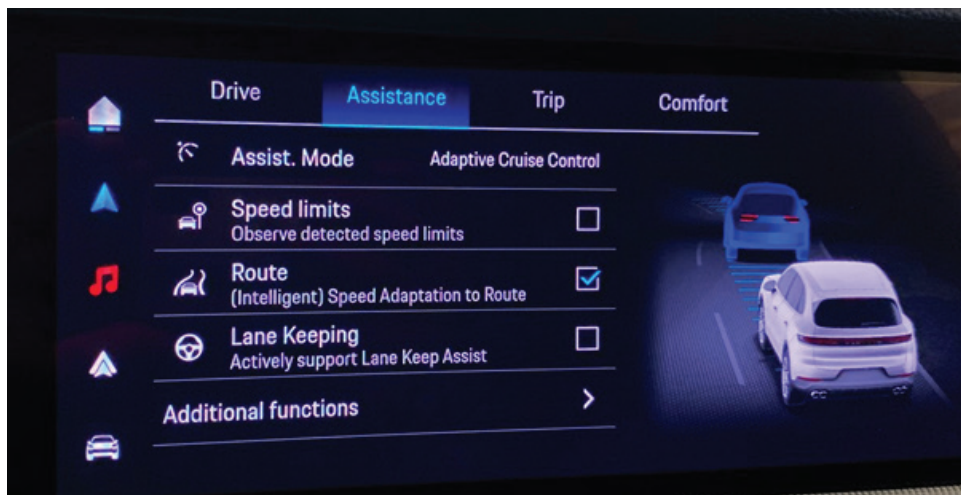 Drive Assistance Trip Comfort
Assist. Mode Adaptive Cruise Control
Speed limits
Observe detected speed limits
Route
(Intelligent) Speed Adaptation to Route
Lane Keeping
Actively support Lane Keep Assist
Additional functions